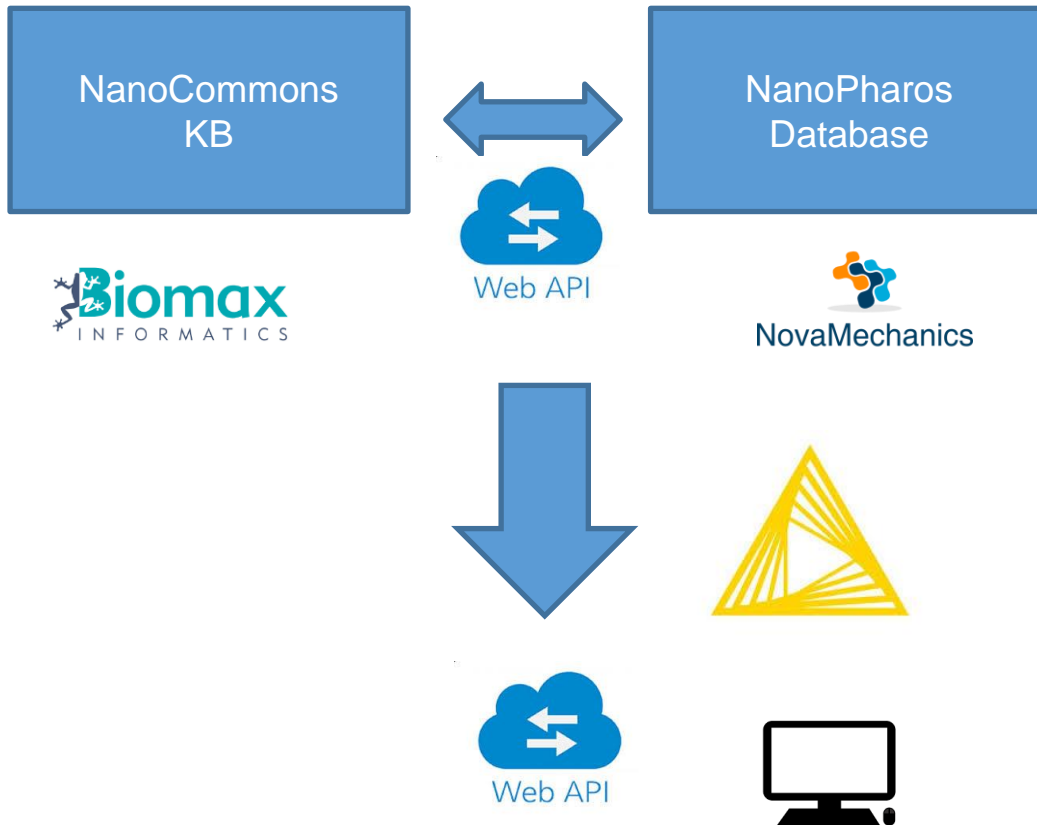 NanoCommons
KB
NanoPharos
Database
Web API
Biomax
INFORMATICS
NovaMechanics
Web API